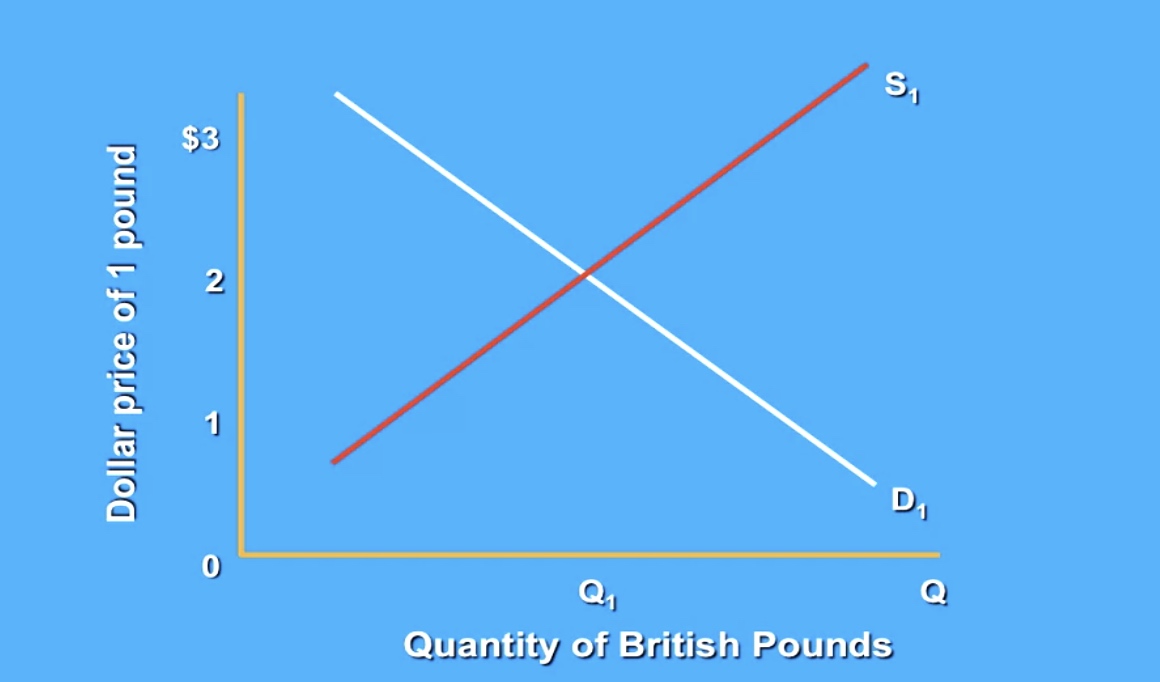 S₁
$3
Dollar price of 1 pound
2
1
D₁
0
Q₁
Q
Quantity of British Pounds